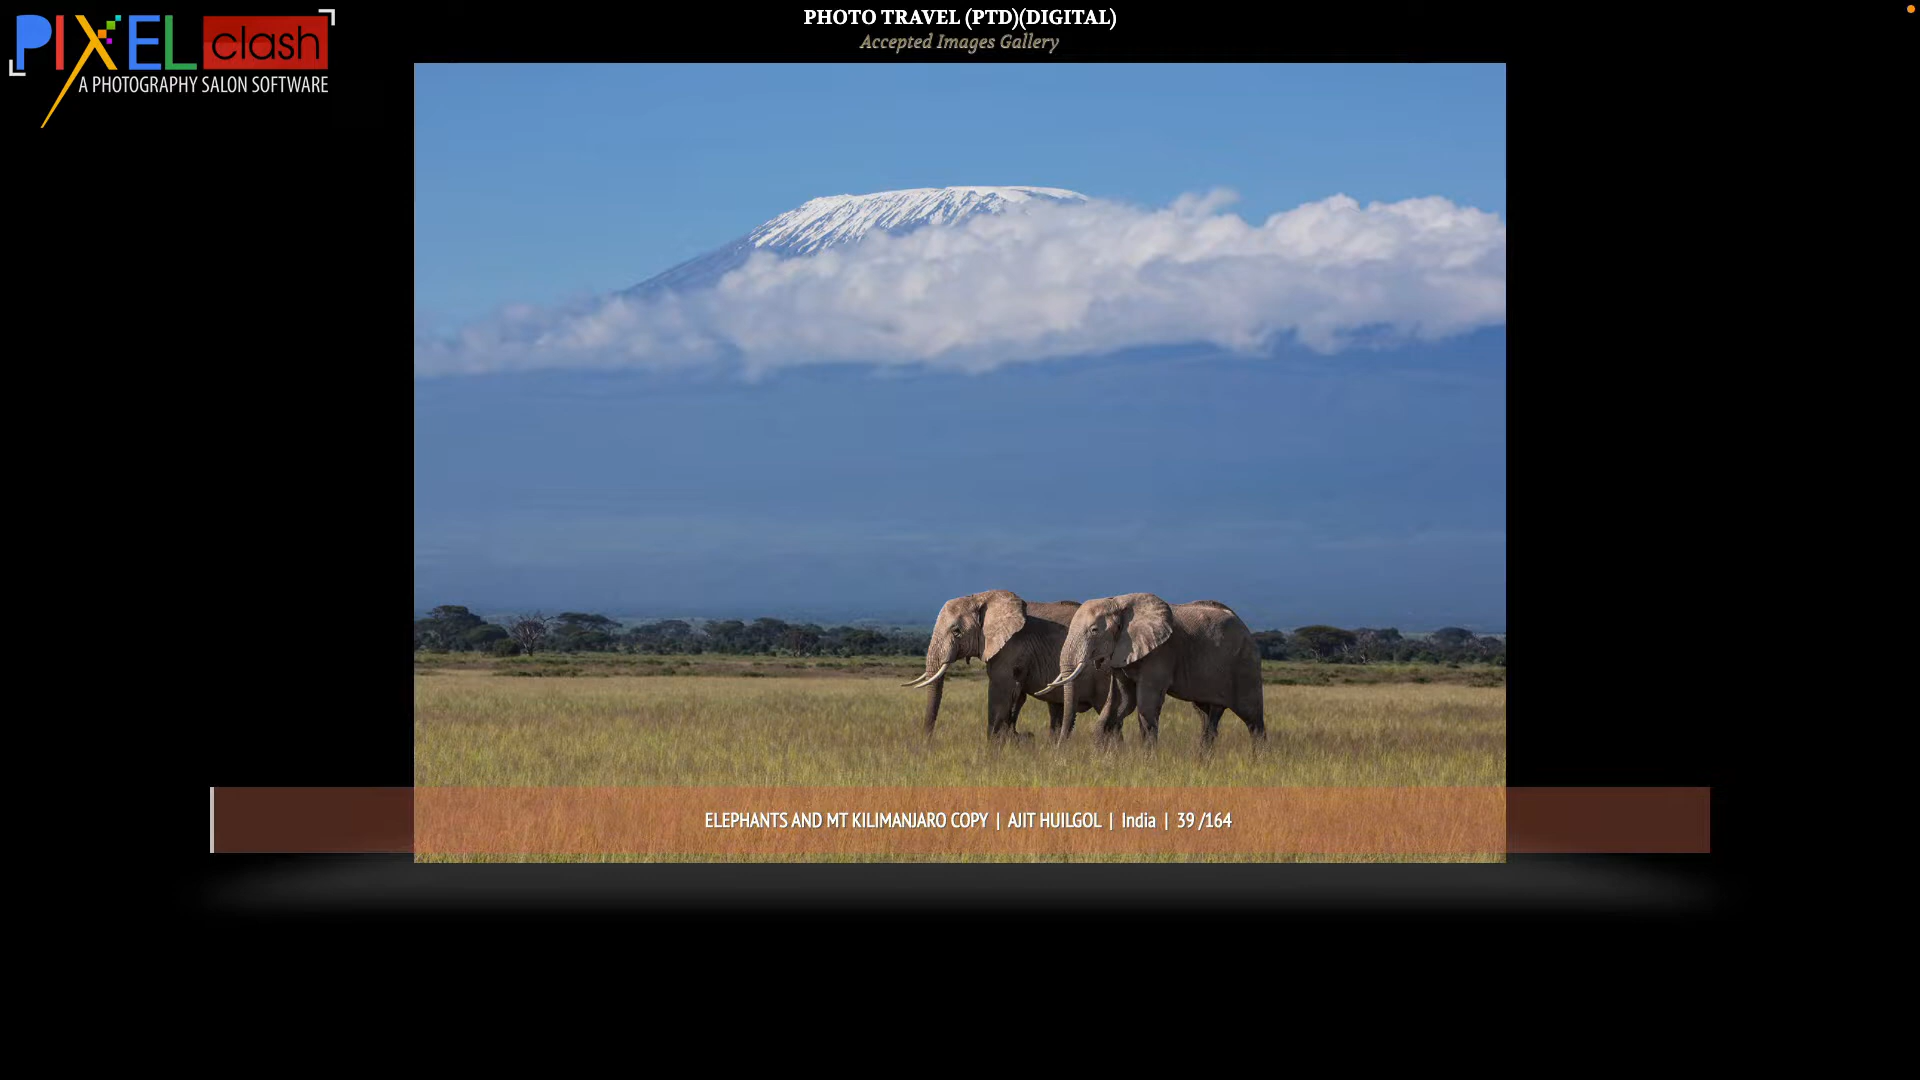 PIXEL clash
A PHOTOGRAPHY SALON SOFTWARE
PHOTO TRAVEL (PTD)(DIGITAL)
Accepted Images Gallery
ELEPHANTS AND MT KILIMANJARO COPY | AJIT HUILGOL | India | 39 /164